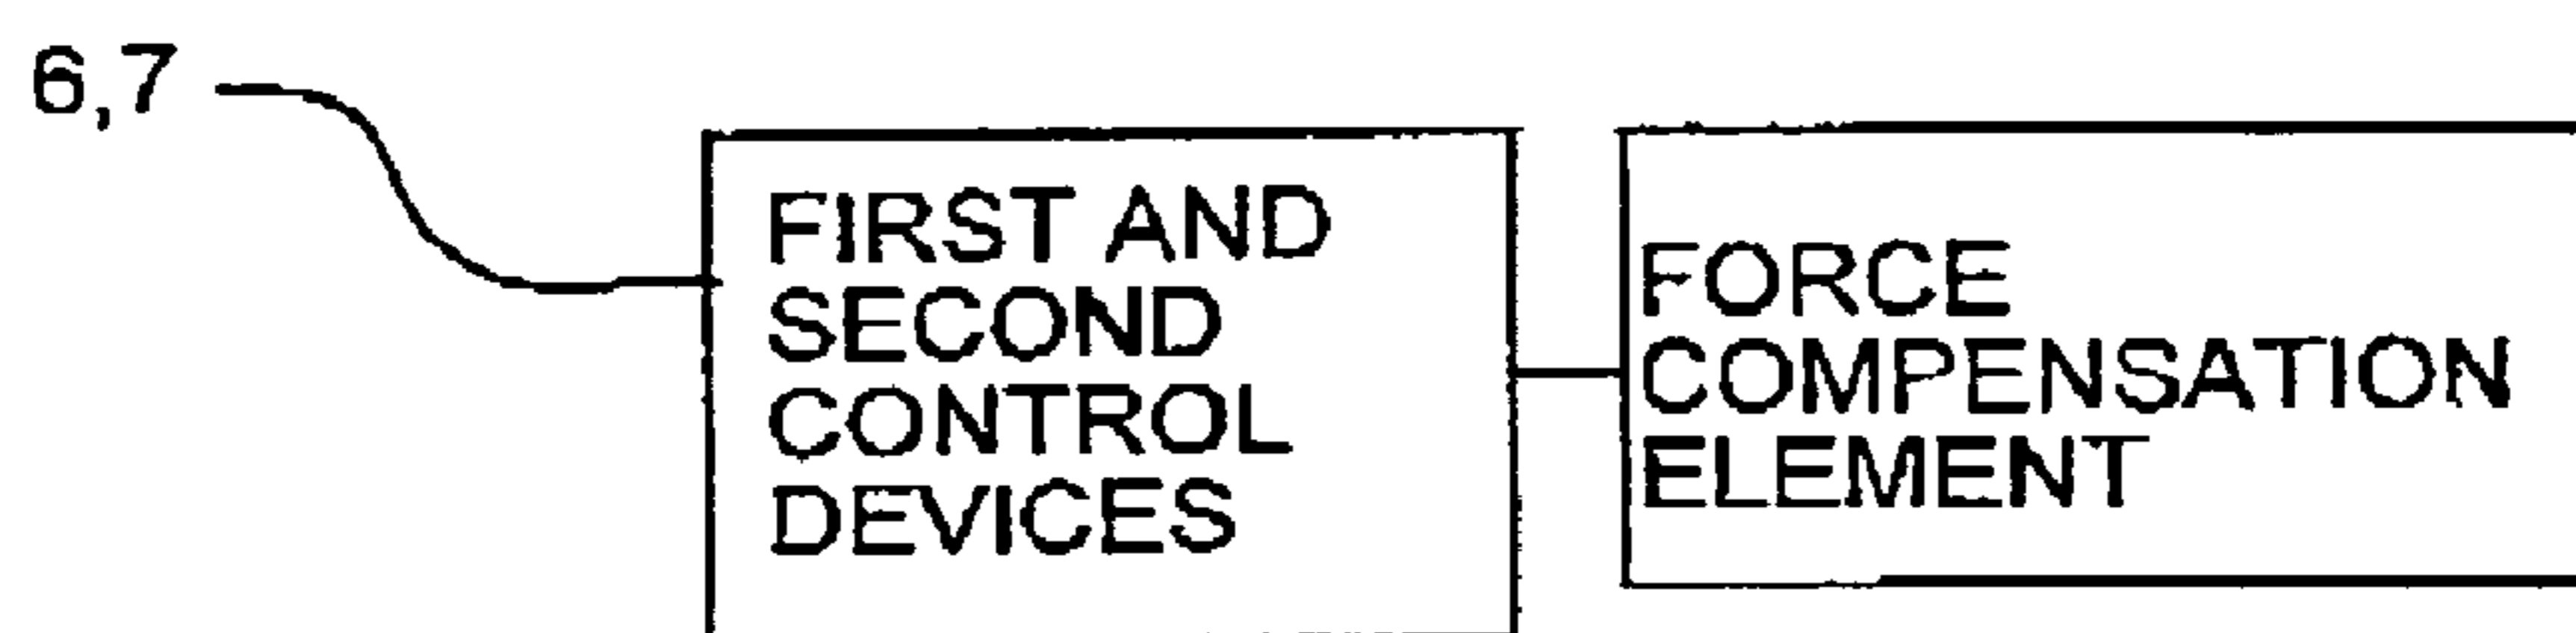 6,7
FIRST AND
SECOND
CONTROL
DEVICES
FORCE
COMPENSATION
ELEMENT